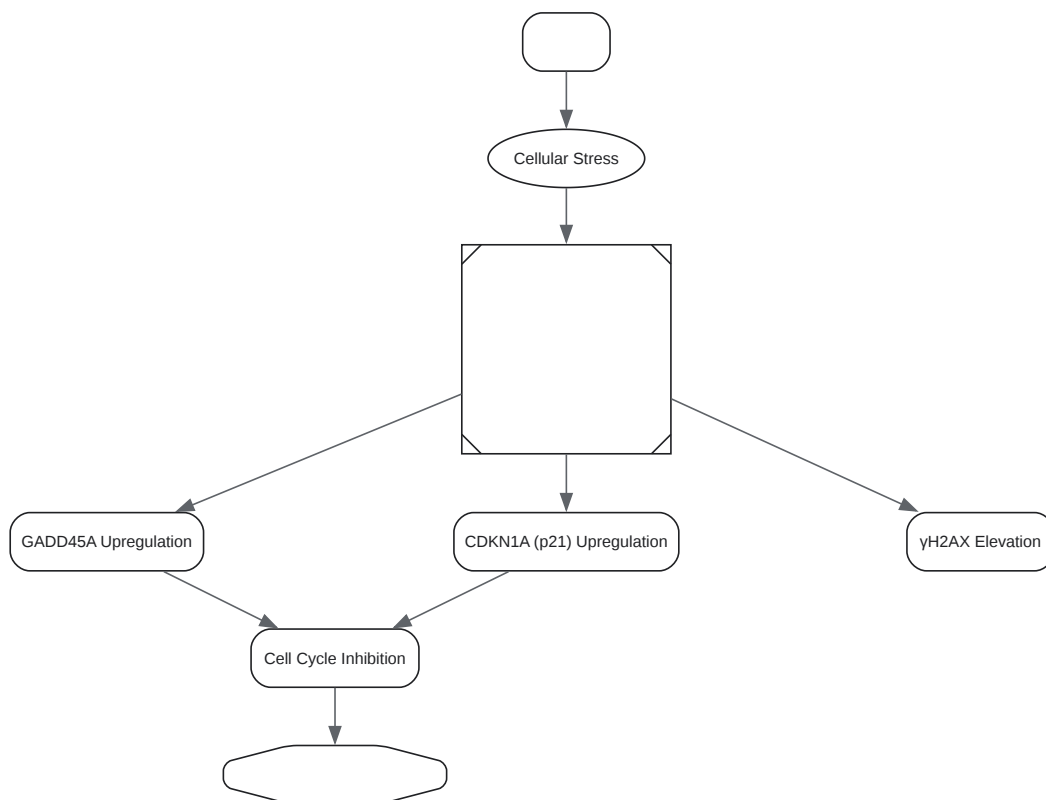 Cellular Stress
GADD45A Upregulation
CDKN1A (p21) Upregulation
γH2AX Elevation
Cell Cycle Inhibition